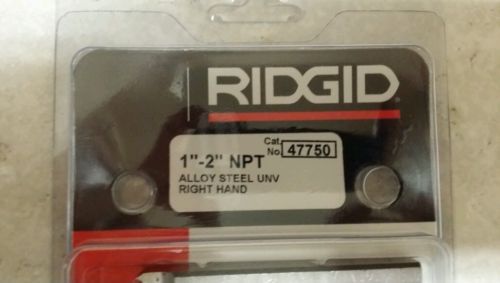 RIDGID
Cat.
No. 47750
1"-2" NPT
ALLOY STEEL UNV
RIGHT HAND